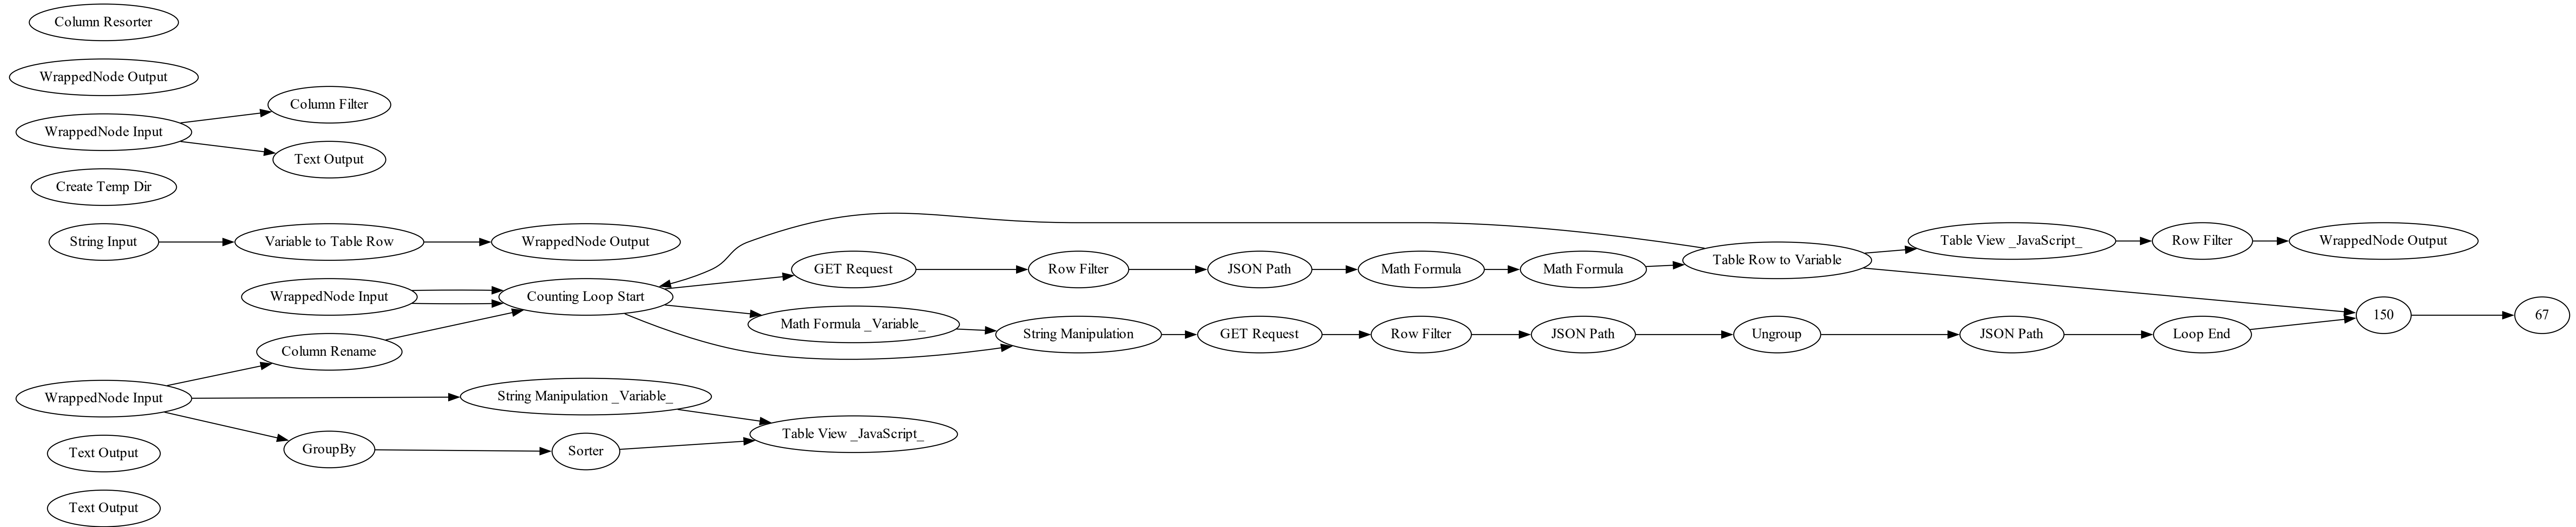 Column Resorter
WrappedNode Output
Column Filter
WrappedNode Input
Text Output
Create Temp Dir
String Input
Variable to Table Row
WrappedNode Output
Table View _JavaScript_
Row Filter
WrappedNode Output
Table Row to Variable
GET Request
Row Filter
JSON Path
Math Formula
Math Formula
WrappedNode Input
Counting Loop Start
150
67
Math Formula _Variable_
String Manipulation
GET Request
Row Filter
JSON Path
Ungroup
JSON Path
Loop End
Column Rename
WrappedNode Input
String Manipulation _Variable_
Table View _JavaScript_
GroupBy
Sorter
Text Output
Text Output